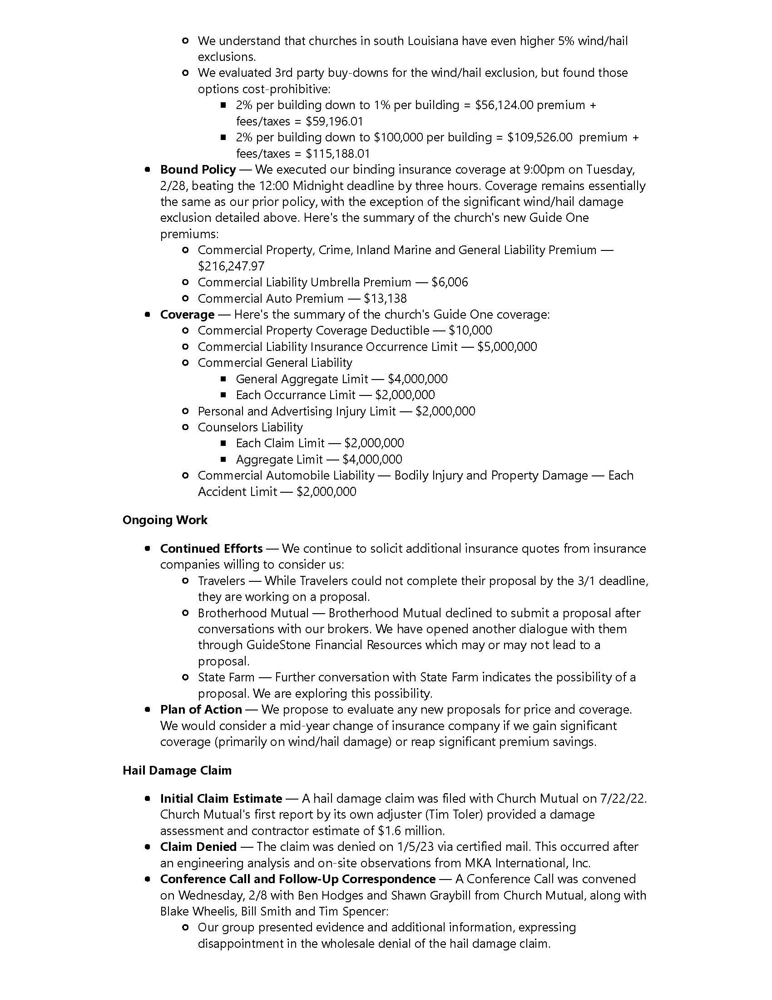 o We understand that churches in south Louisiana have even higher 5% wind/hail
exclusions.
o We evaluated 3rd party buy-downs for the wind/hail exclusion, but found those
options cost-prohibitive:
▪ 2% per building down to 1% per building = $56,124.00 premium +
fees/taxes = $59,196.01
▪ 2% per building down to $100,000 per building = $109,526.00  premium +
fees/taxes = $115,188.01
• Bound Policy — We executed our binding insurance coverage at 9:00pm on Tuesday,
2/28, beating the 12:00 Midnight deadline by three hours. Coverage remains essentially
the same as our prior policy, with the exception of the significant wind/hail damage
exclusion detailed above. Here's the summary of the church's new Guide One
premiums:
o Commercial Property, Crime, Inland Marine and General Liability Premium —
$216,247.97
o Commercial Liability Umbrella Premium — $6,006
o Commercial Auto Premium — $13,138
• Coverage — Here's the summary of the church's Guide One coverage:
o Commercial Property Coverage Deductible — $10,000
o Commercial Liability Insurance Occurrence Limit — $5,000,000
o Commercial General Liability
▪ General Aggregate Limit — $4,000,000
▪ Each Occurrance Limit — $2,000,000
o Personal and Advertising Injury Limit — $2,000,000
o Counselors Liability
▪ Each Claim Limit — $2,000,000
▪ Aggregate Limit — $4,000,000
o Commercial Automobile Liability — Bodily Injury and Property Damage — Each
Accident Limit — $2,000,000
Ongoing Work
• Continued Efforts — We continue to solicit additional insurance quotes from insurance
companies willing to consider us:
o Travelers — While Travelers could not complete their proposal by the 3/1 deadline,
they are working on a proposal.
o Brotherhood Mutual — Brotherhood Mutual declined to submit a proposal after
conversations with our brokers. We have opened another dialogue with them
through GuideStone Financial Resources which may or may not lead to a
proposal.
o State Farm — Further conversation with State Farm indicates the possibility of a
proposal. We are exploring this possibility.
• Plan of Action — We propose to evaluate any new proposals for price and coverage.
We would consider a mid-year change of insurance company if we gain significant
coverage (primarily on wind/hail damage) or reap significant premium savings.
Hail Damage Claim
• Initial Claim Estimate — A hail damage claim was filed with Church Mutual on 7/22/22.
Church Mutual's first report by its own adjuster (Tim Toler) provided a damage
assessment and contractor estimate of $1.6 million.
• Claim Denied — The claim was denied on 1/5/23 via certified mail. This occurred after
an engineering analysis and on-site observations from MKA International, Inc.
• Conference Call and Follow-Up Correspondence — A Conference Call was convened
on Wednesday, 2/8 with Ben Hodges and Shawn Graybill from Church Mutual, along with
Blake Wheelis, Bill Smith and Tim Spencer:
o Our group presented evidence and additional information, expressing
disappointment in the wholesale denial of the hail damage claim.